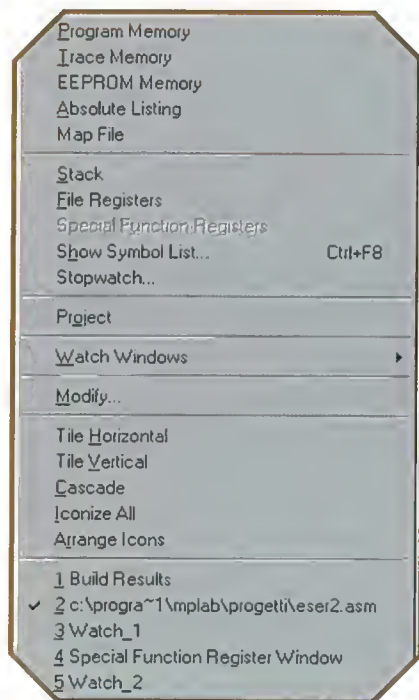 Program Memory
Trace Memory
EEPROM Memory
Absolute Listing
Map File
Stack
File Registers
Special Function Registers
Show Symbol List... Ctrl+F8
Stopwatch...
Project
Watch Windows
Modify...
Tile Horizontal
Tile Vertical
Cascade
Iconize All
Arrange Icons
1 Build Results
✓ 2 c:\progra~1\mplab\progetti\eser2.asm
3 Watch_1
4 Special Function Register Window
5 Watch_2